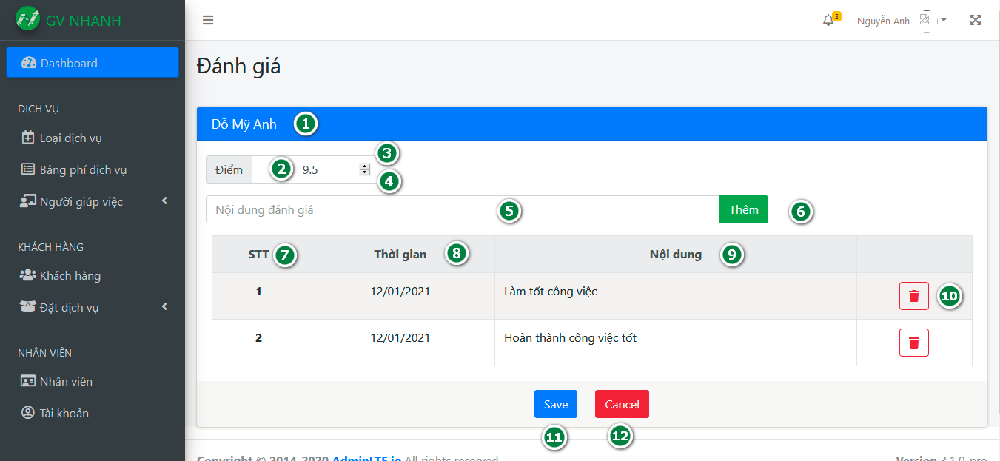 GV NHANH
3
Nguyễn Anh
Dashboard
Đánh giá
DỊCH VỤ
Loại dịch vụ
Bảng phí dịch vụ
Người giúp việc
KHÁCH HÀNG
Khách hàng
Đặt dịch vụ
NHÂN VIÊN
Nhân viên
Tài khoản
Đỗ Mỹ Anh 1
Điểm 2 9.5 3
4
Nội dung đánh giá 5 Thêm 6
STT 7 Thời gian 8 Nội dung 9
1 12/01/2021 Làm tốt công việc 10
2 12/01/2021 Hoàn thành công việc tốt
Save Cancel
11 12
Copyright © 2014-2020 AdminLTE.io All rights reserved. Version 3.1.0-pre